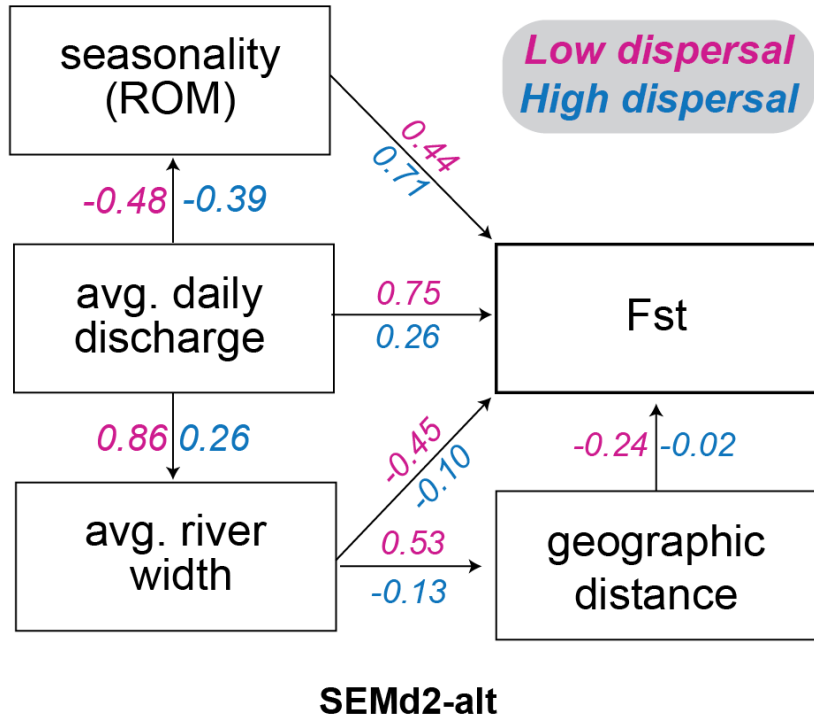 seasonality
(ROM)
Low dispersal
High dispersal
0.44
0.71
-0.48 -0.39
avg. daily
discharge
0.75
0.26
Fst
0.86 0.26
-0.45
-0.10
-0.24 -0.02
avg. river
width
0.53
-0.13
geographic
distance
SEMd2-alt